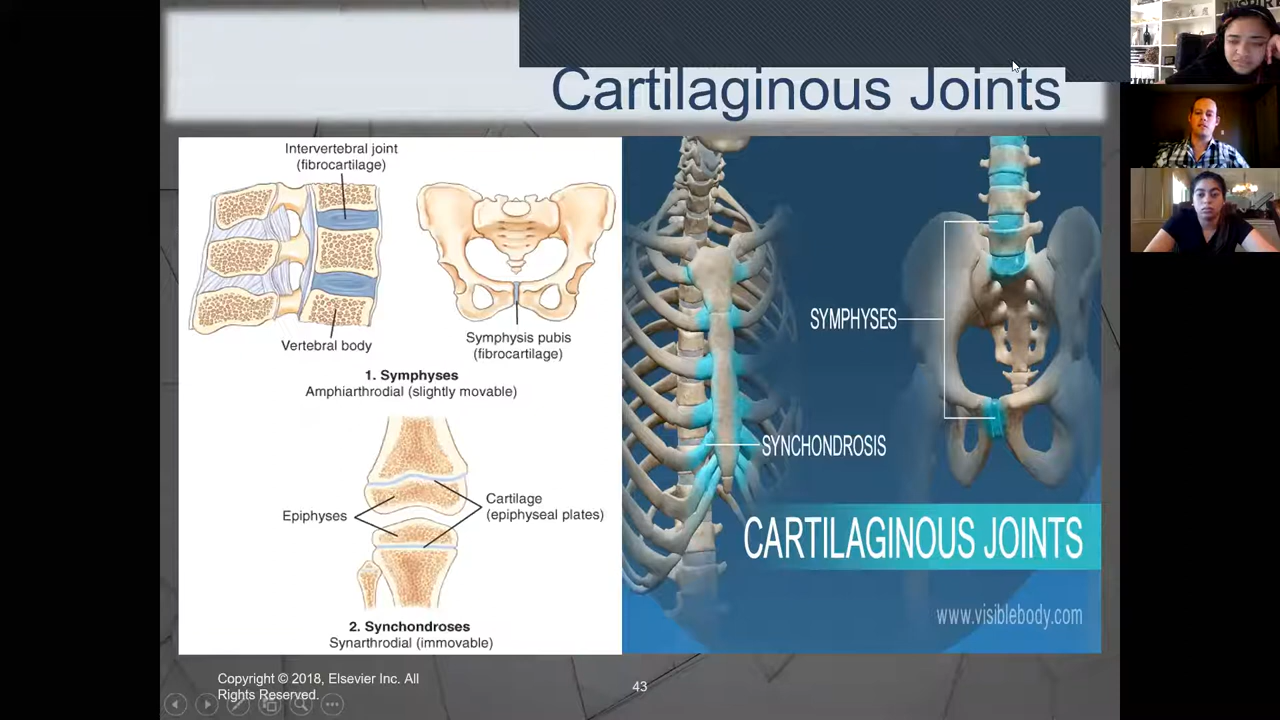 Cartilaginous Joints
Intervertebral joint
(fibrocartilage)
Vertebral body
Symphysis pubis
(fibrocartilage)
1. Symphyses
Amphiarthrodial (slightly movable)
Epiphyses
Cartilage
(epiphyseal plates)
2. Synchondroses
Synarthrodial (immovable)
SYMPHYSES
SYNCHONDROSIS
CARTILAGINOUS JOINTS
www.visiblebody.com
Copyright © 2018, Elsevier Inc. All
Rights Reserved.
43